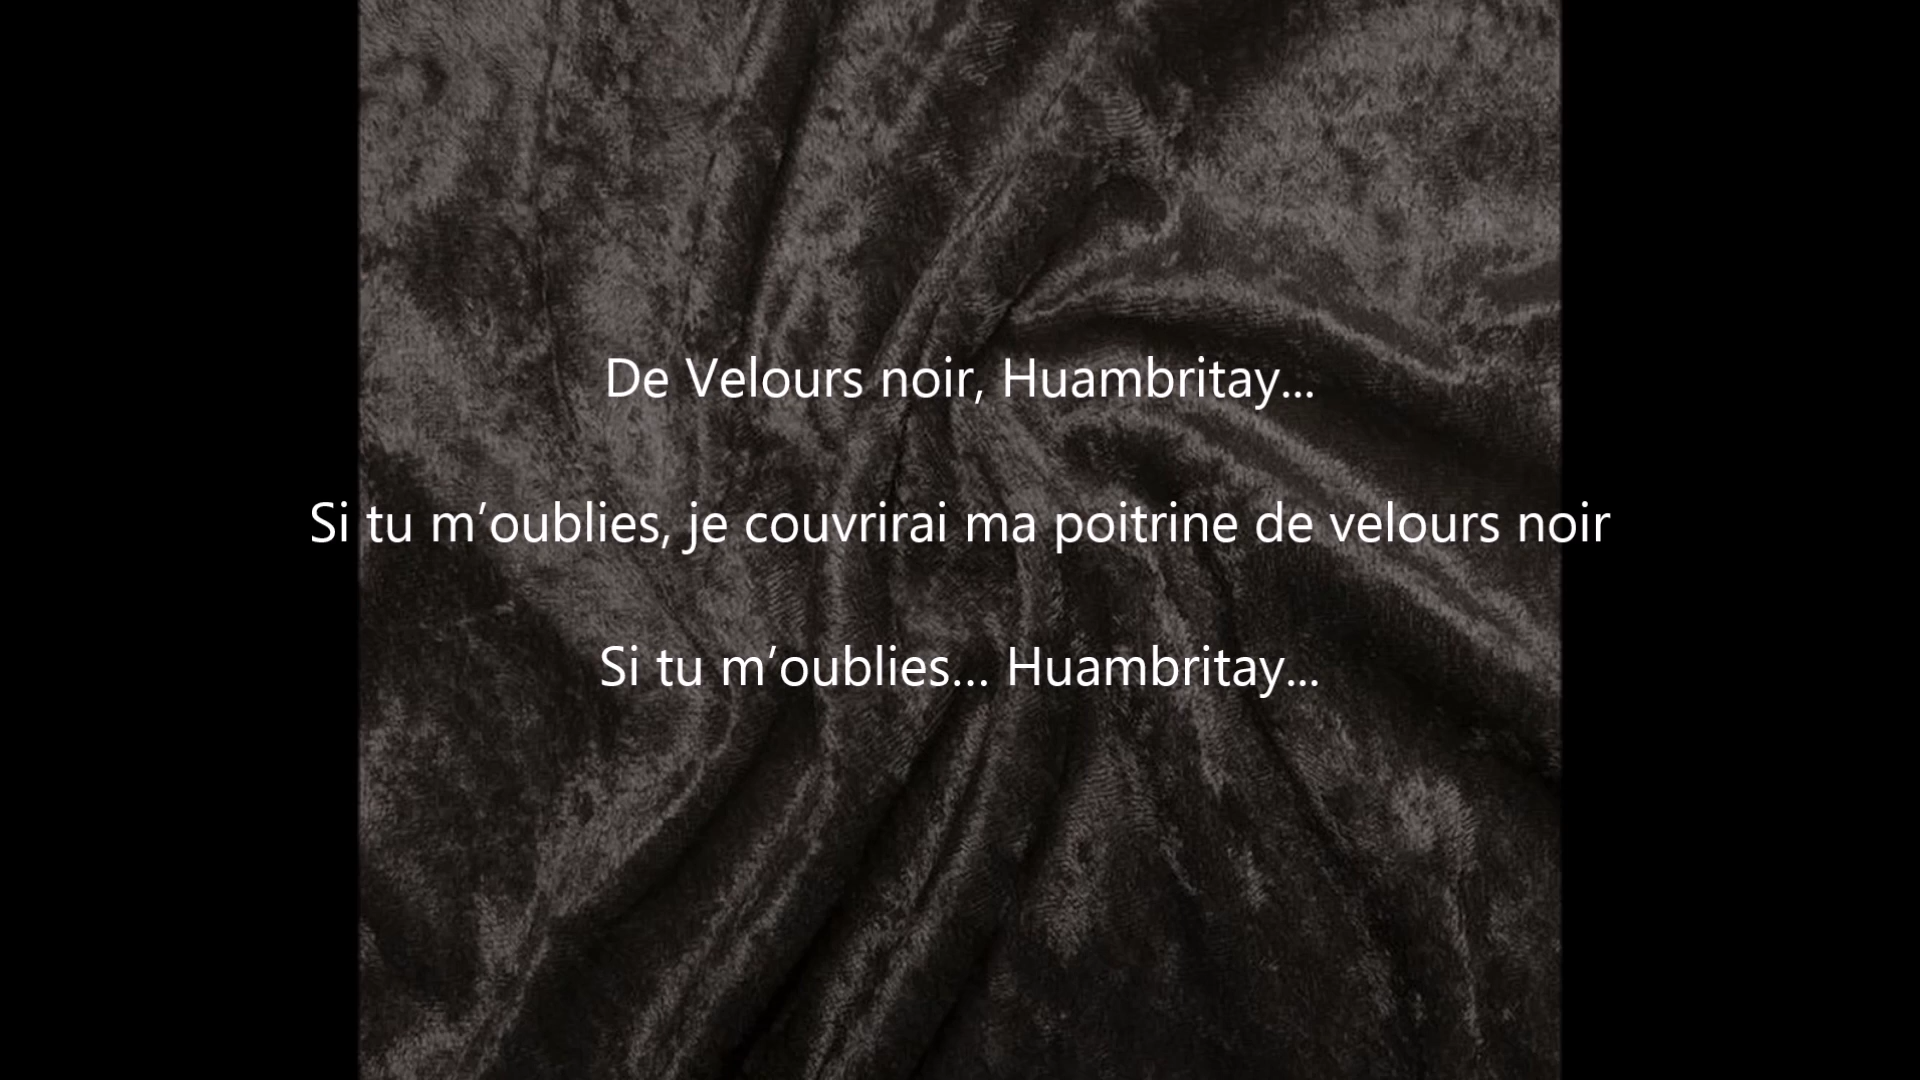 De Velours noir, Huambritay...
Si tu m’oublies, je couvrirai ma poitrine de velours noir
Si tu m’oublies... Huambritay...